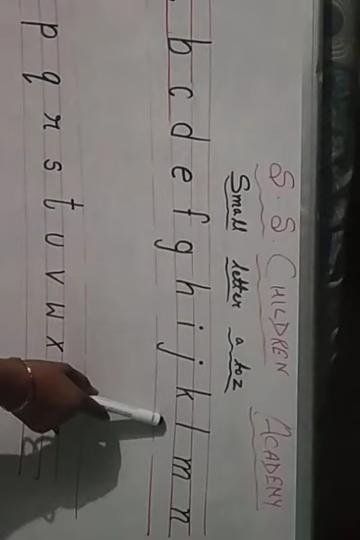 S. S. CHILDREN ACADEMY
Small letter a to z
b c d e f g h i j k l m n
p q r s t u v w x